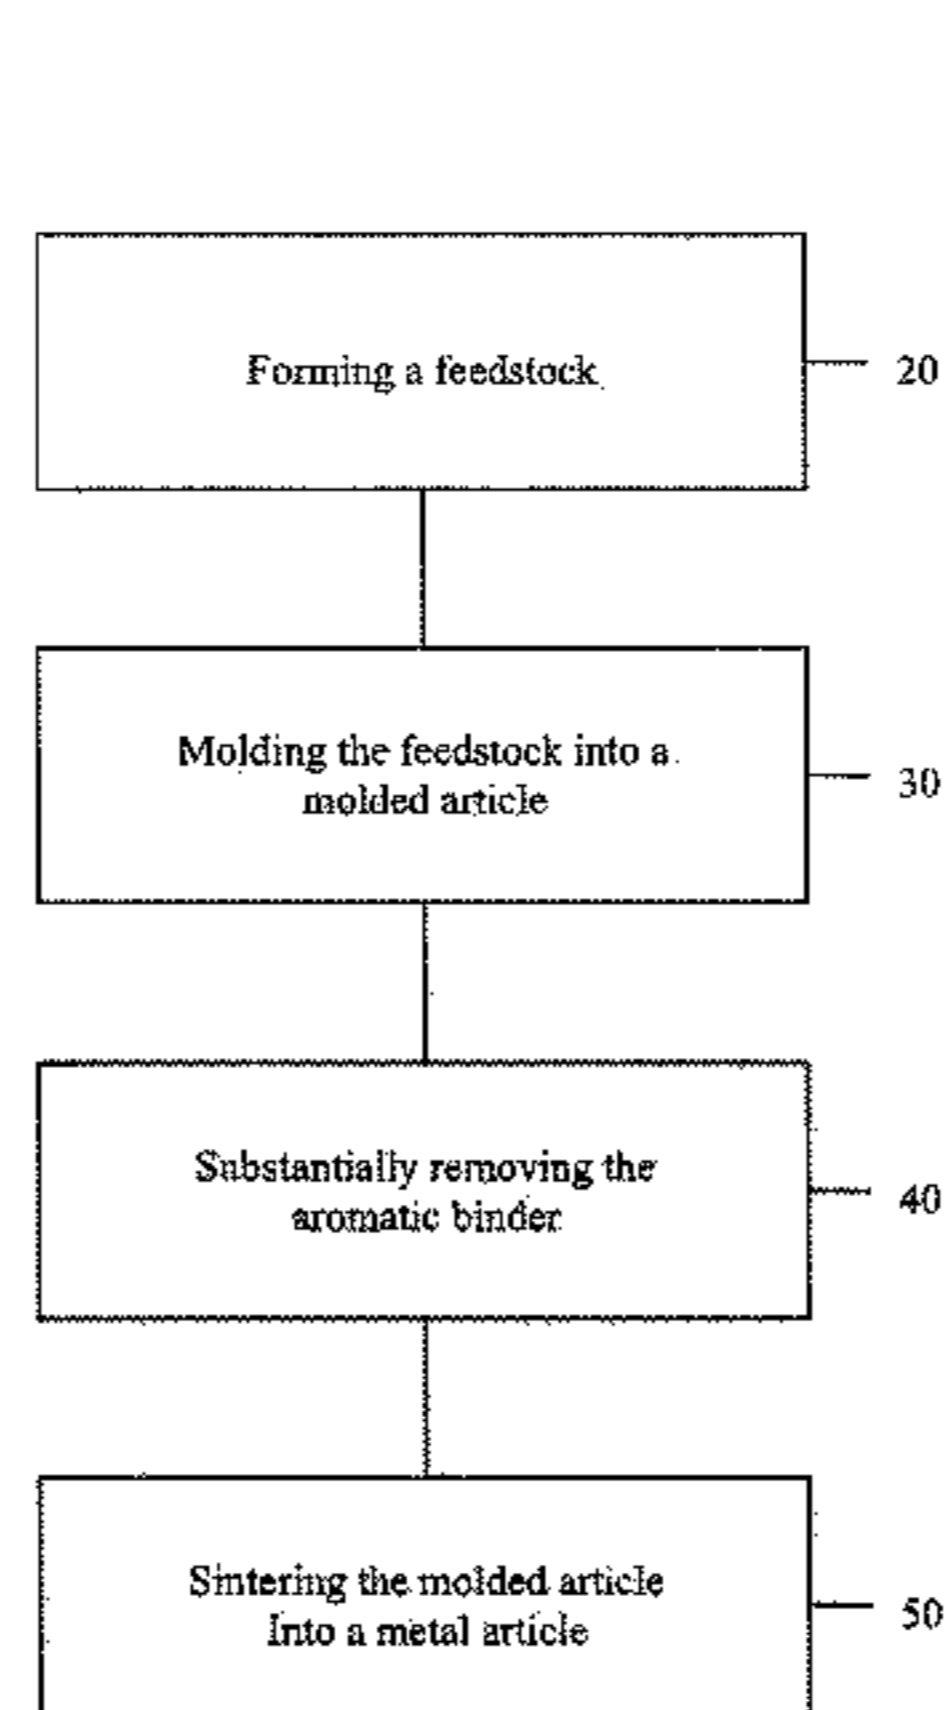 Forming a feedstock
20
Molding the feedstock into a
30
molded article
Substantially removing the
40
aromatic binder
Sintering the molded article
50
Into a metal article